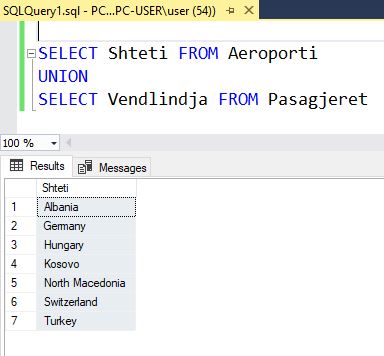 SQLQuery1.sql - PC...PC-USER\user (54))
SELECT Shteti FROM Aeroporti
UNION
SELECT Vendlindja FROM Pasagjeret
100 %
Results Messages
Shteti
1 Albania
2 Germany
3 Hungary
4 Kosovo
5 North Macedonia
6 Switzerland
7 Turkey